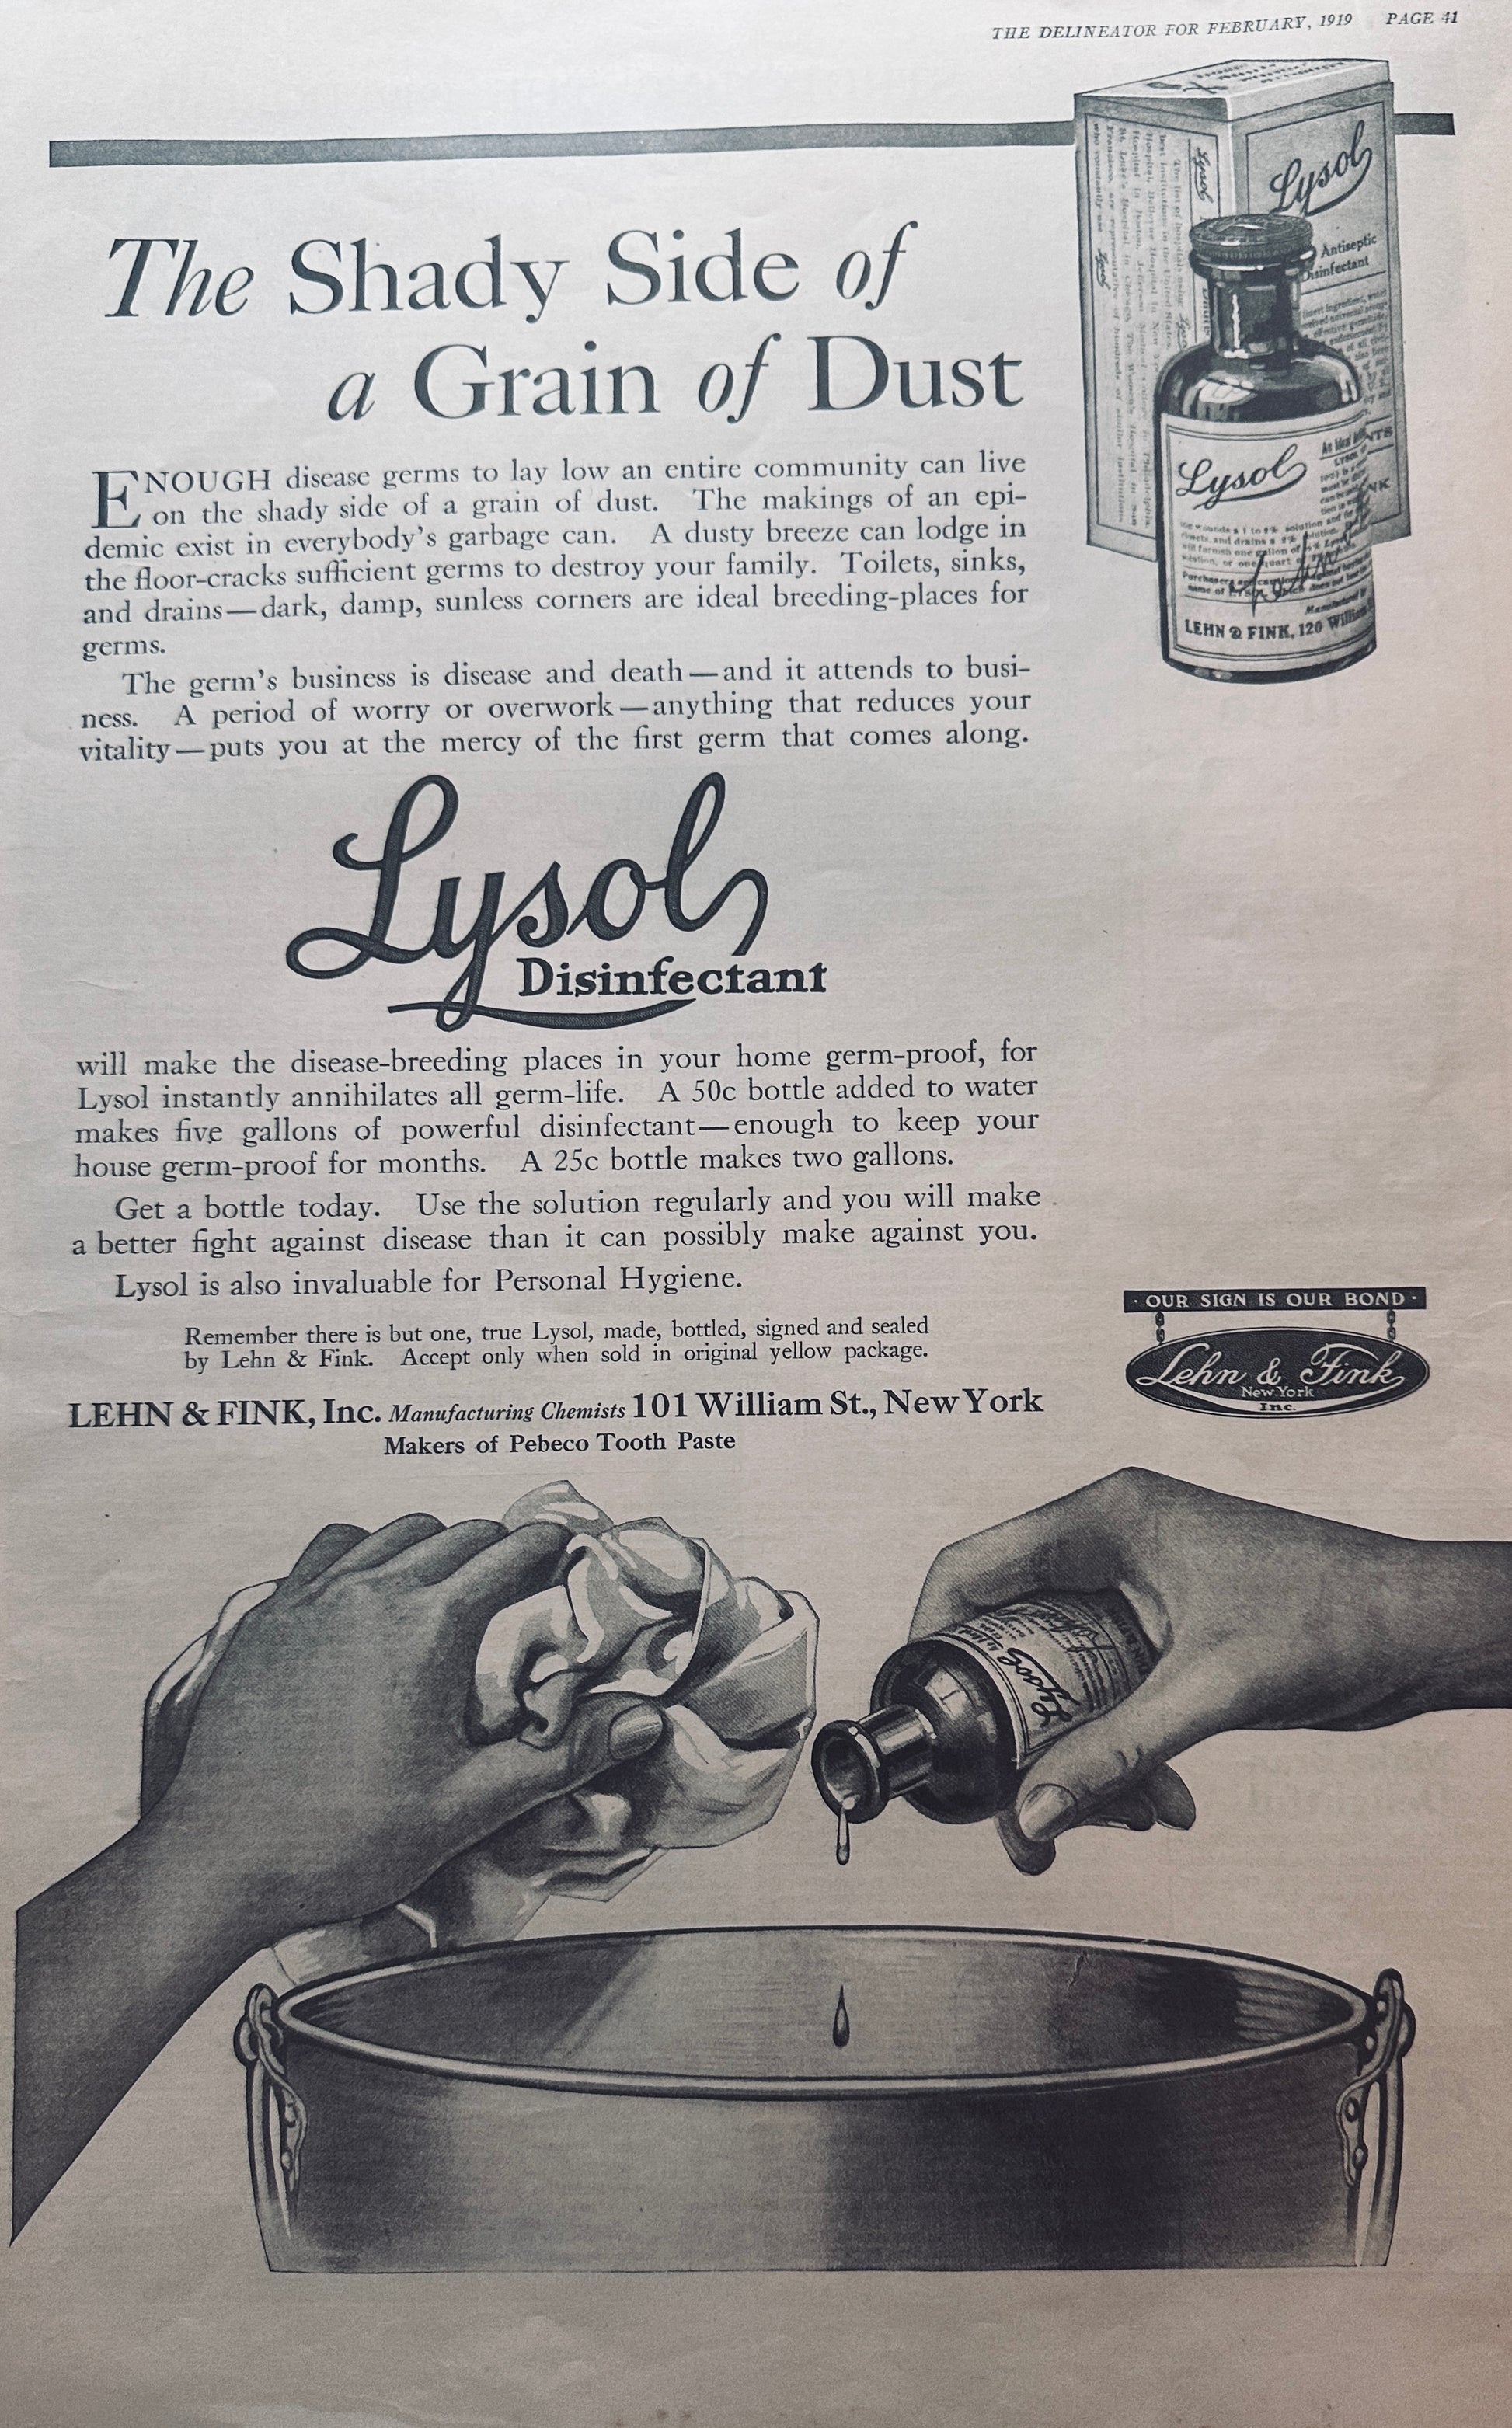 THE DELINEATOR FOR FEBRUARY, 1919 PAGE 41
Lysol
Antiseptic
Disinfectant
Lysol
LEHN & FINK, 120 William
The Shady Side of
a Grain of Dust
ENOUGH disease germs to lay low an entire community can live
on the shady side of a grain of dust. The makings of an epi-
demic exist in everybody's garbage can. A dusty breeze can lodge in
the floor-cracks sufficient germs to destroy your family. Toilets, sinks,
and drains—dark, damp, sunless corners are ideal breeding-places for
germs.
The germ's business is disease and death—and it attends to busi-
ness. A period of worry or overwork—anything that reduces your
vitality—puts you at the mercy of the first germ that comes along.
Lysol
Disinfectant
will make the disease-breeding places in your home germ-proof, for
Lysol instantly annihilates all germ-life. A 50c bottle added to water
makes five gallons of powerful disinfectant—enough to keep your
house germ-proof for months. A 25c bottle makes two gallons.
Get a bottle today. Use the solution regularly and you will make
a better fight against disease than it can possibly make against you.
Lysol is also invaluable for Personal Hygiene.
Remember there is but one, true Lysol, made, bottled, signed and sealed
by Lehn & Fink. Accept only when sold in original yellow package.
LEHN & FINK, Inc. Manufacturing Chemists 101 William St., New York
Makers of Pebeco Tooth Paste
· OUR SIGN IS OUR BOND ·
Lehn & Fink
New York
Inc.
Lysol